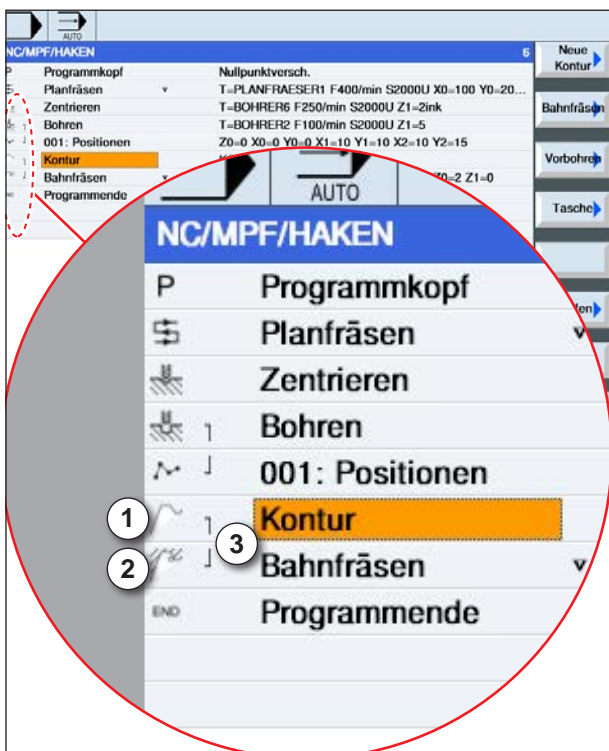 AUTO
NC/MPF/HAKEN 6
P Programmkopf Nullpunktversch.
Planfräsen v T=PLANFRAESER1 F400/min S2000U X0=100 Y0=20...
Zentrieren T=BOHRER6 F250/min S2000U Z1=2ink
Bohren T=BOHRER2 F100/min S2000U Z1=5
001: Positionen Z0=0 X0=0 Y0=0 X1=10 Y1=10 X2=10 Y2=15
Kontur
Bahnfräsen v Z0=2 Z1=0
Programmende
Neue
Kontur
Bahnfräsen
Vorbohren
Tasche
AUTO
NC/MPF/HAKEN
P Programmkopf
Planfräsen v
Zentrieren
Bohren
001: Positionen
1 Kontur
3
2 Bahnfräsen v
END Programmende